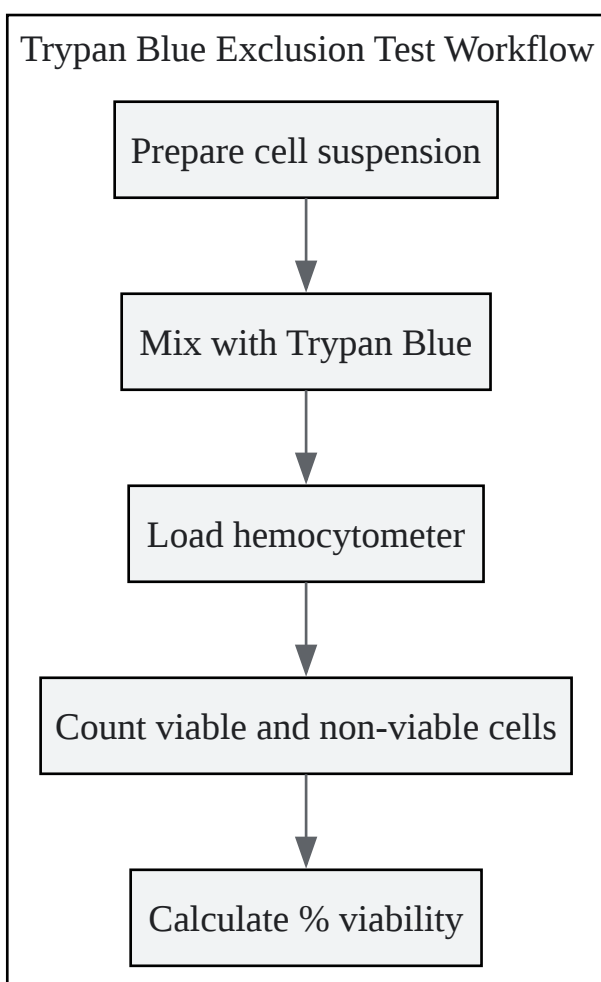 Trypan Blue Exclusion Test Workflow
Prepare cell suspension
Mix with Trypan Blue
Load hemocytometer
Count viable and non-viable cells
Calculate % viability